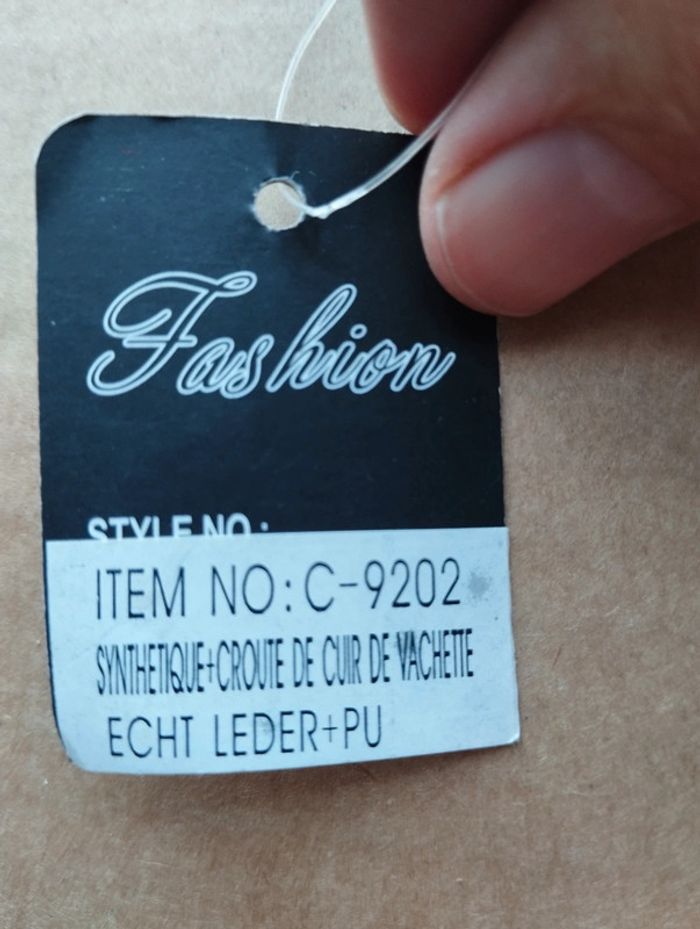 Fashion
STYLE NO.:
ITEM NO:C-9202
SYNTHETIQUE+CROUTE DE CUIR DE VACHETTE
ECHT LEDER+PU